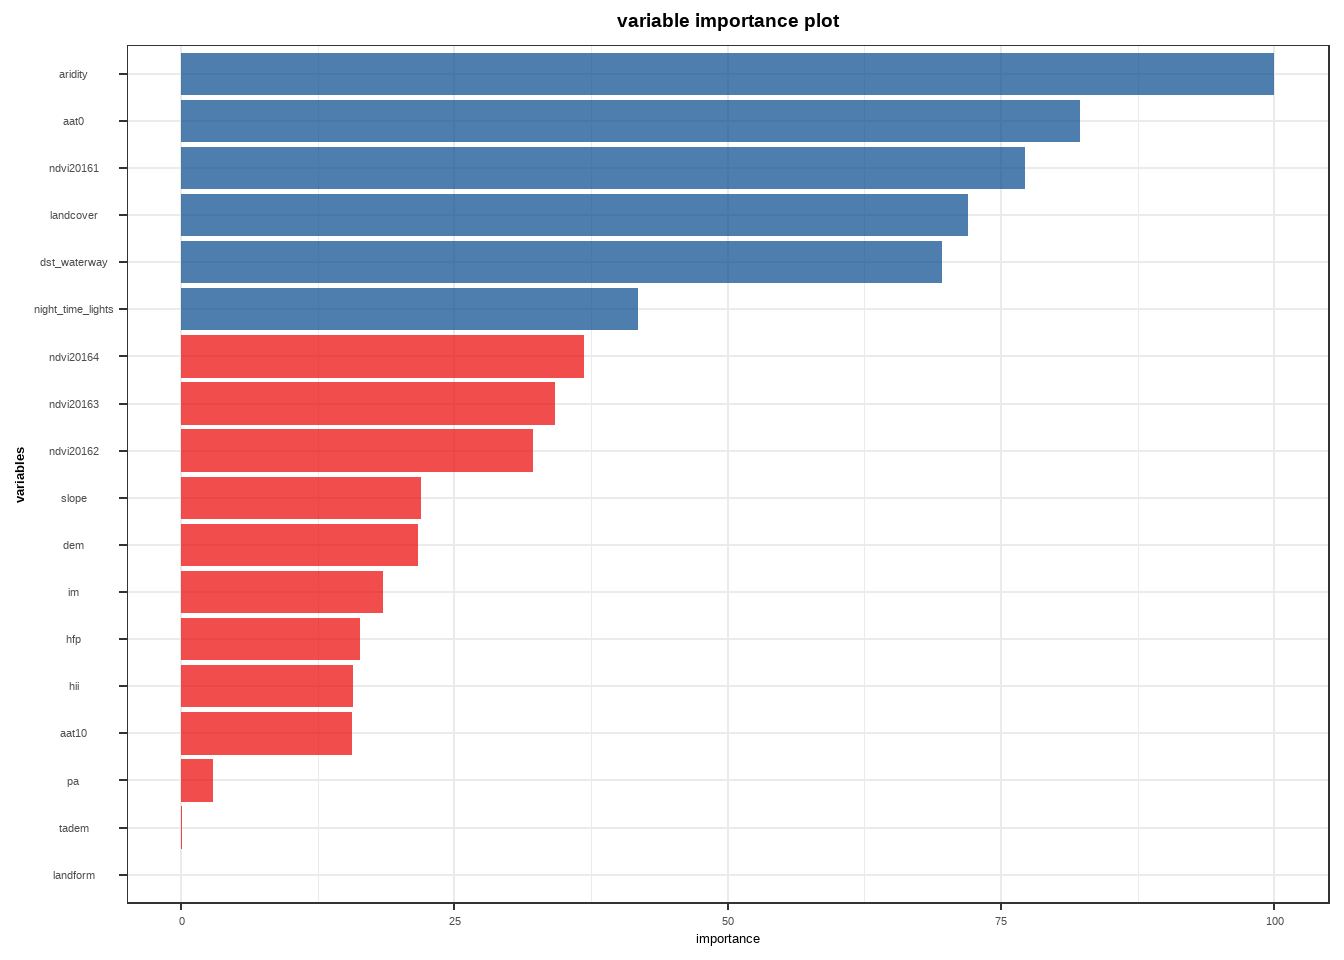 variable importance plot
aridity
aat0
ndvi20161
landcover
dst_waterway
night_time_lights
ndvi20164
ndvi20163
ndvi20162
slope
dem
im
hfp
hii
aat10
pa
tadem
landform
variables
0 25 50 75 100
importance